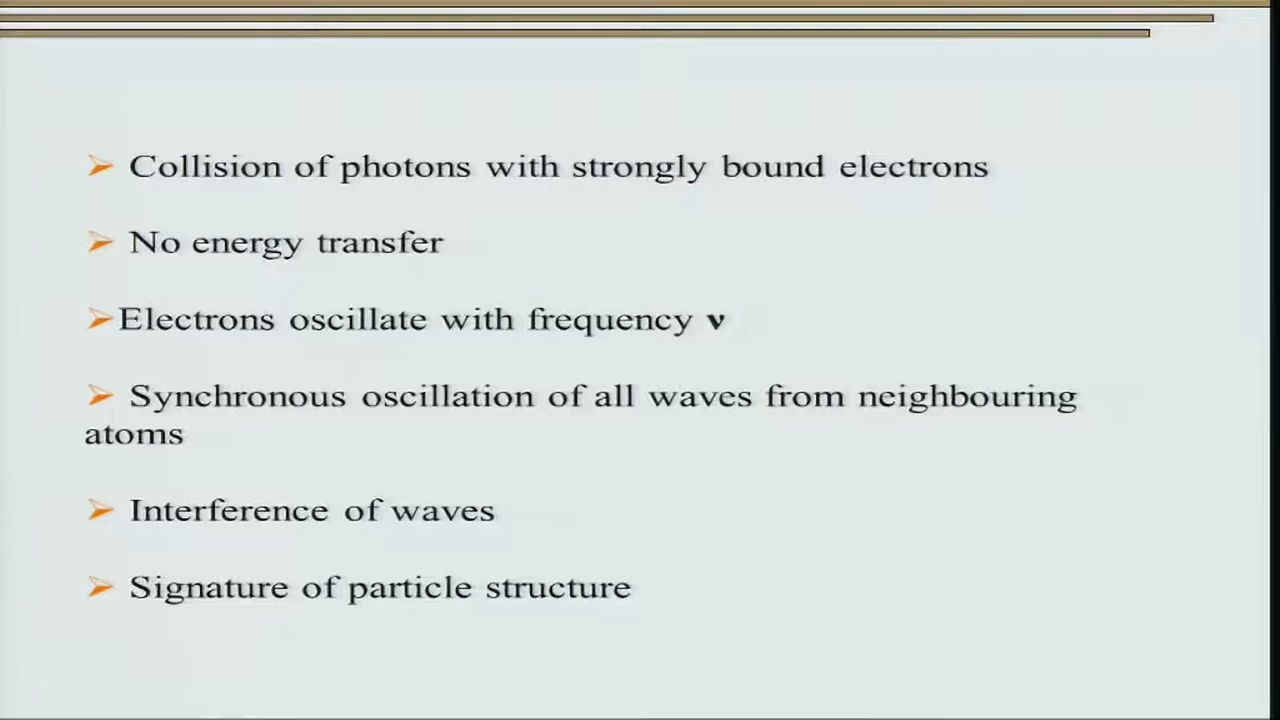 ➢ Collision of photons with strongly bound electrons
➢ No energy transfer
➢Electrons oscillate with frequency ν
➢ Synchronous oscillation of all waves from neighbouring
atoms
➢ Interference of waves
➢ Signature of particle structure